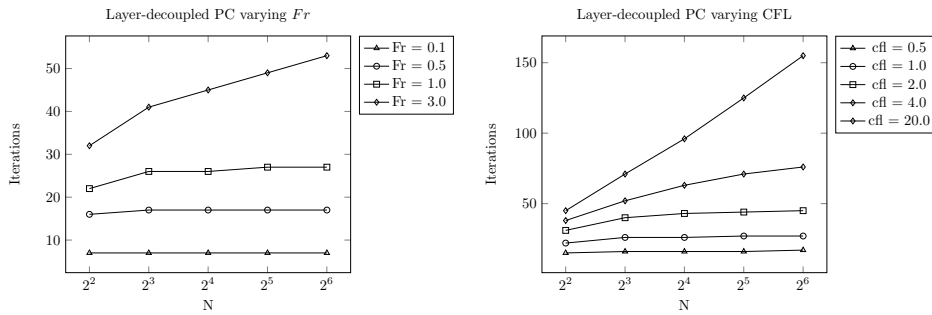 Layer-decoupled PC varying Fr
Iterations
50
40
30
20
10
2^2
2^3
2^4
2^5
2^6
N
Fr = 0.1
Fr = 0.5
Fr = 1.0
Fr = 3.0
Layer-decoupled PC varying CFL
Iterations
150
100
50
2^2
2^3
2^4
2^5
2^6
N
cfl = 0.5
cfl = 1.0
cfl = 2.0
cfl = 4.0
cfl = 20.0